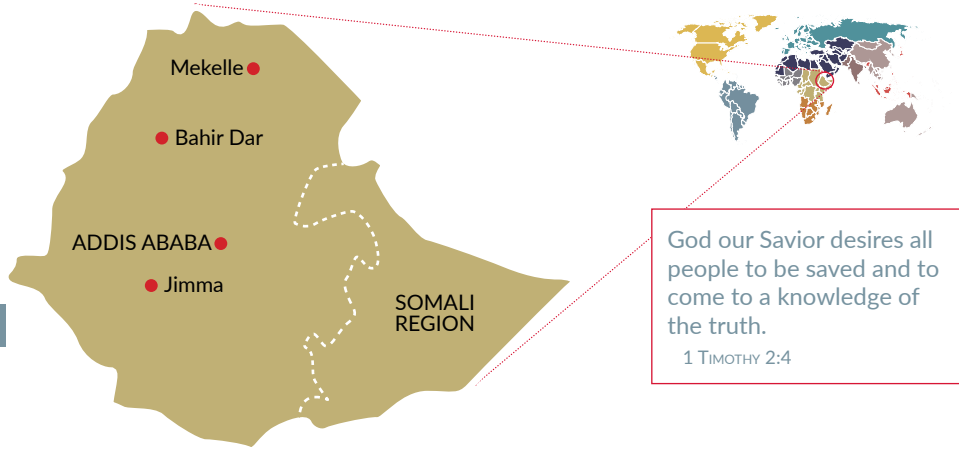 Mekelle
Bahir Dar
ADDIS ABABA
Jimma
SOMALI
REGION
God our Savior desires all
people to be saved and to
come to a knowledge of
the truth.
1 Timothy 2:4